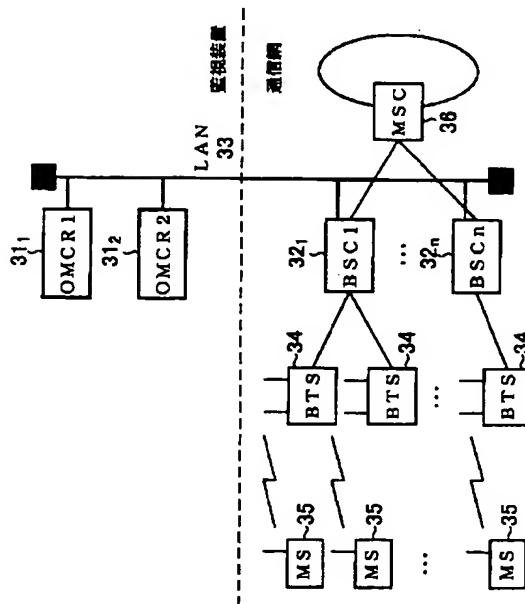 31₁
OMCR1
31₂
OMCR2
監視装置
LAN
33
通信網
MS
35
BTS
34
32₁
BSC1
MS
35
BTS
34
MSC
36
...
...
...
MS
35
BTS
34
32ₙ
BSCn